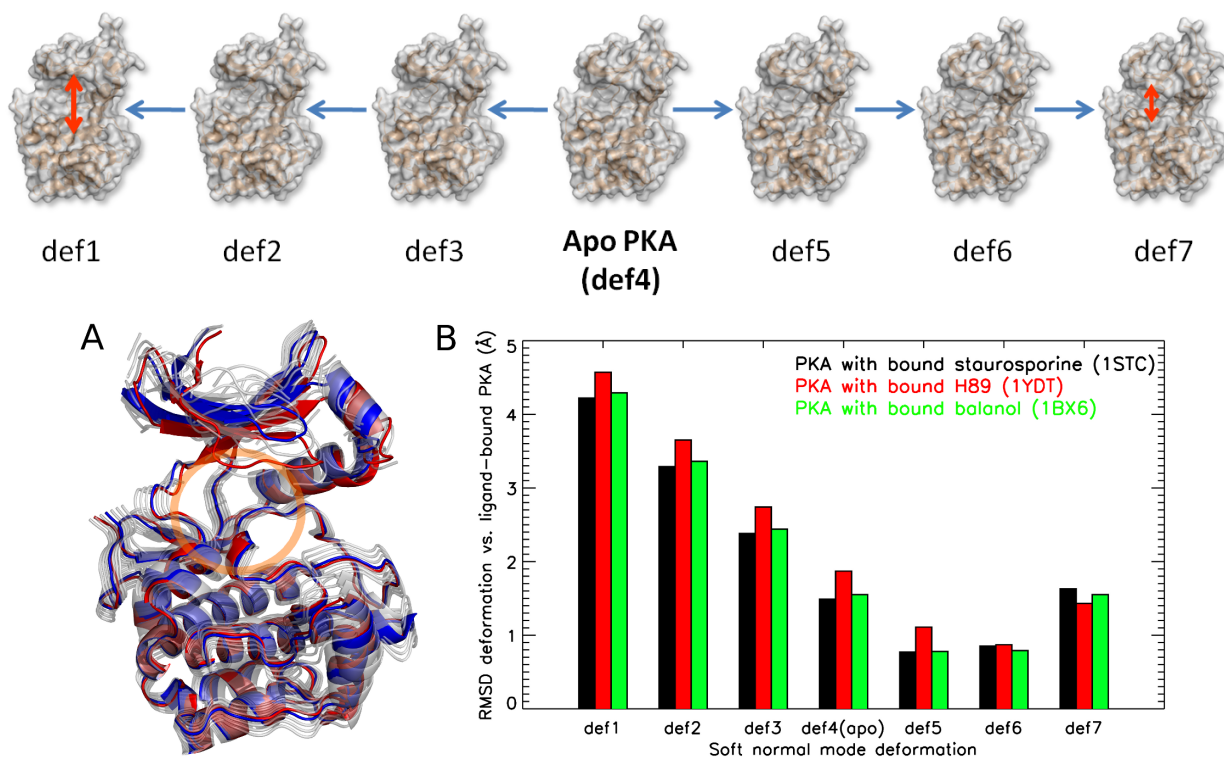 def1 def2 def3 Apo PKA (def4) def5 def6 def7
A
B
RMSD deformation vs. ligand-bound PKA (Å)
5
4
3
2
1
0
PKA with bound staurosporine (1STC)
PKA with bound H89 (1YDT)
PKA with bound balanol (1BX6)
def1 def2 def3 def4(apo) def5 def6 def7
Soft normal mode deformation